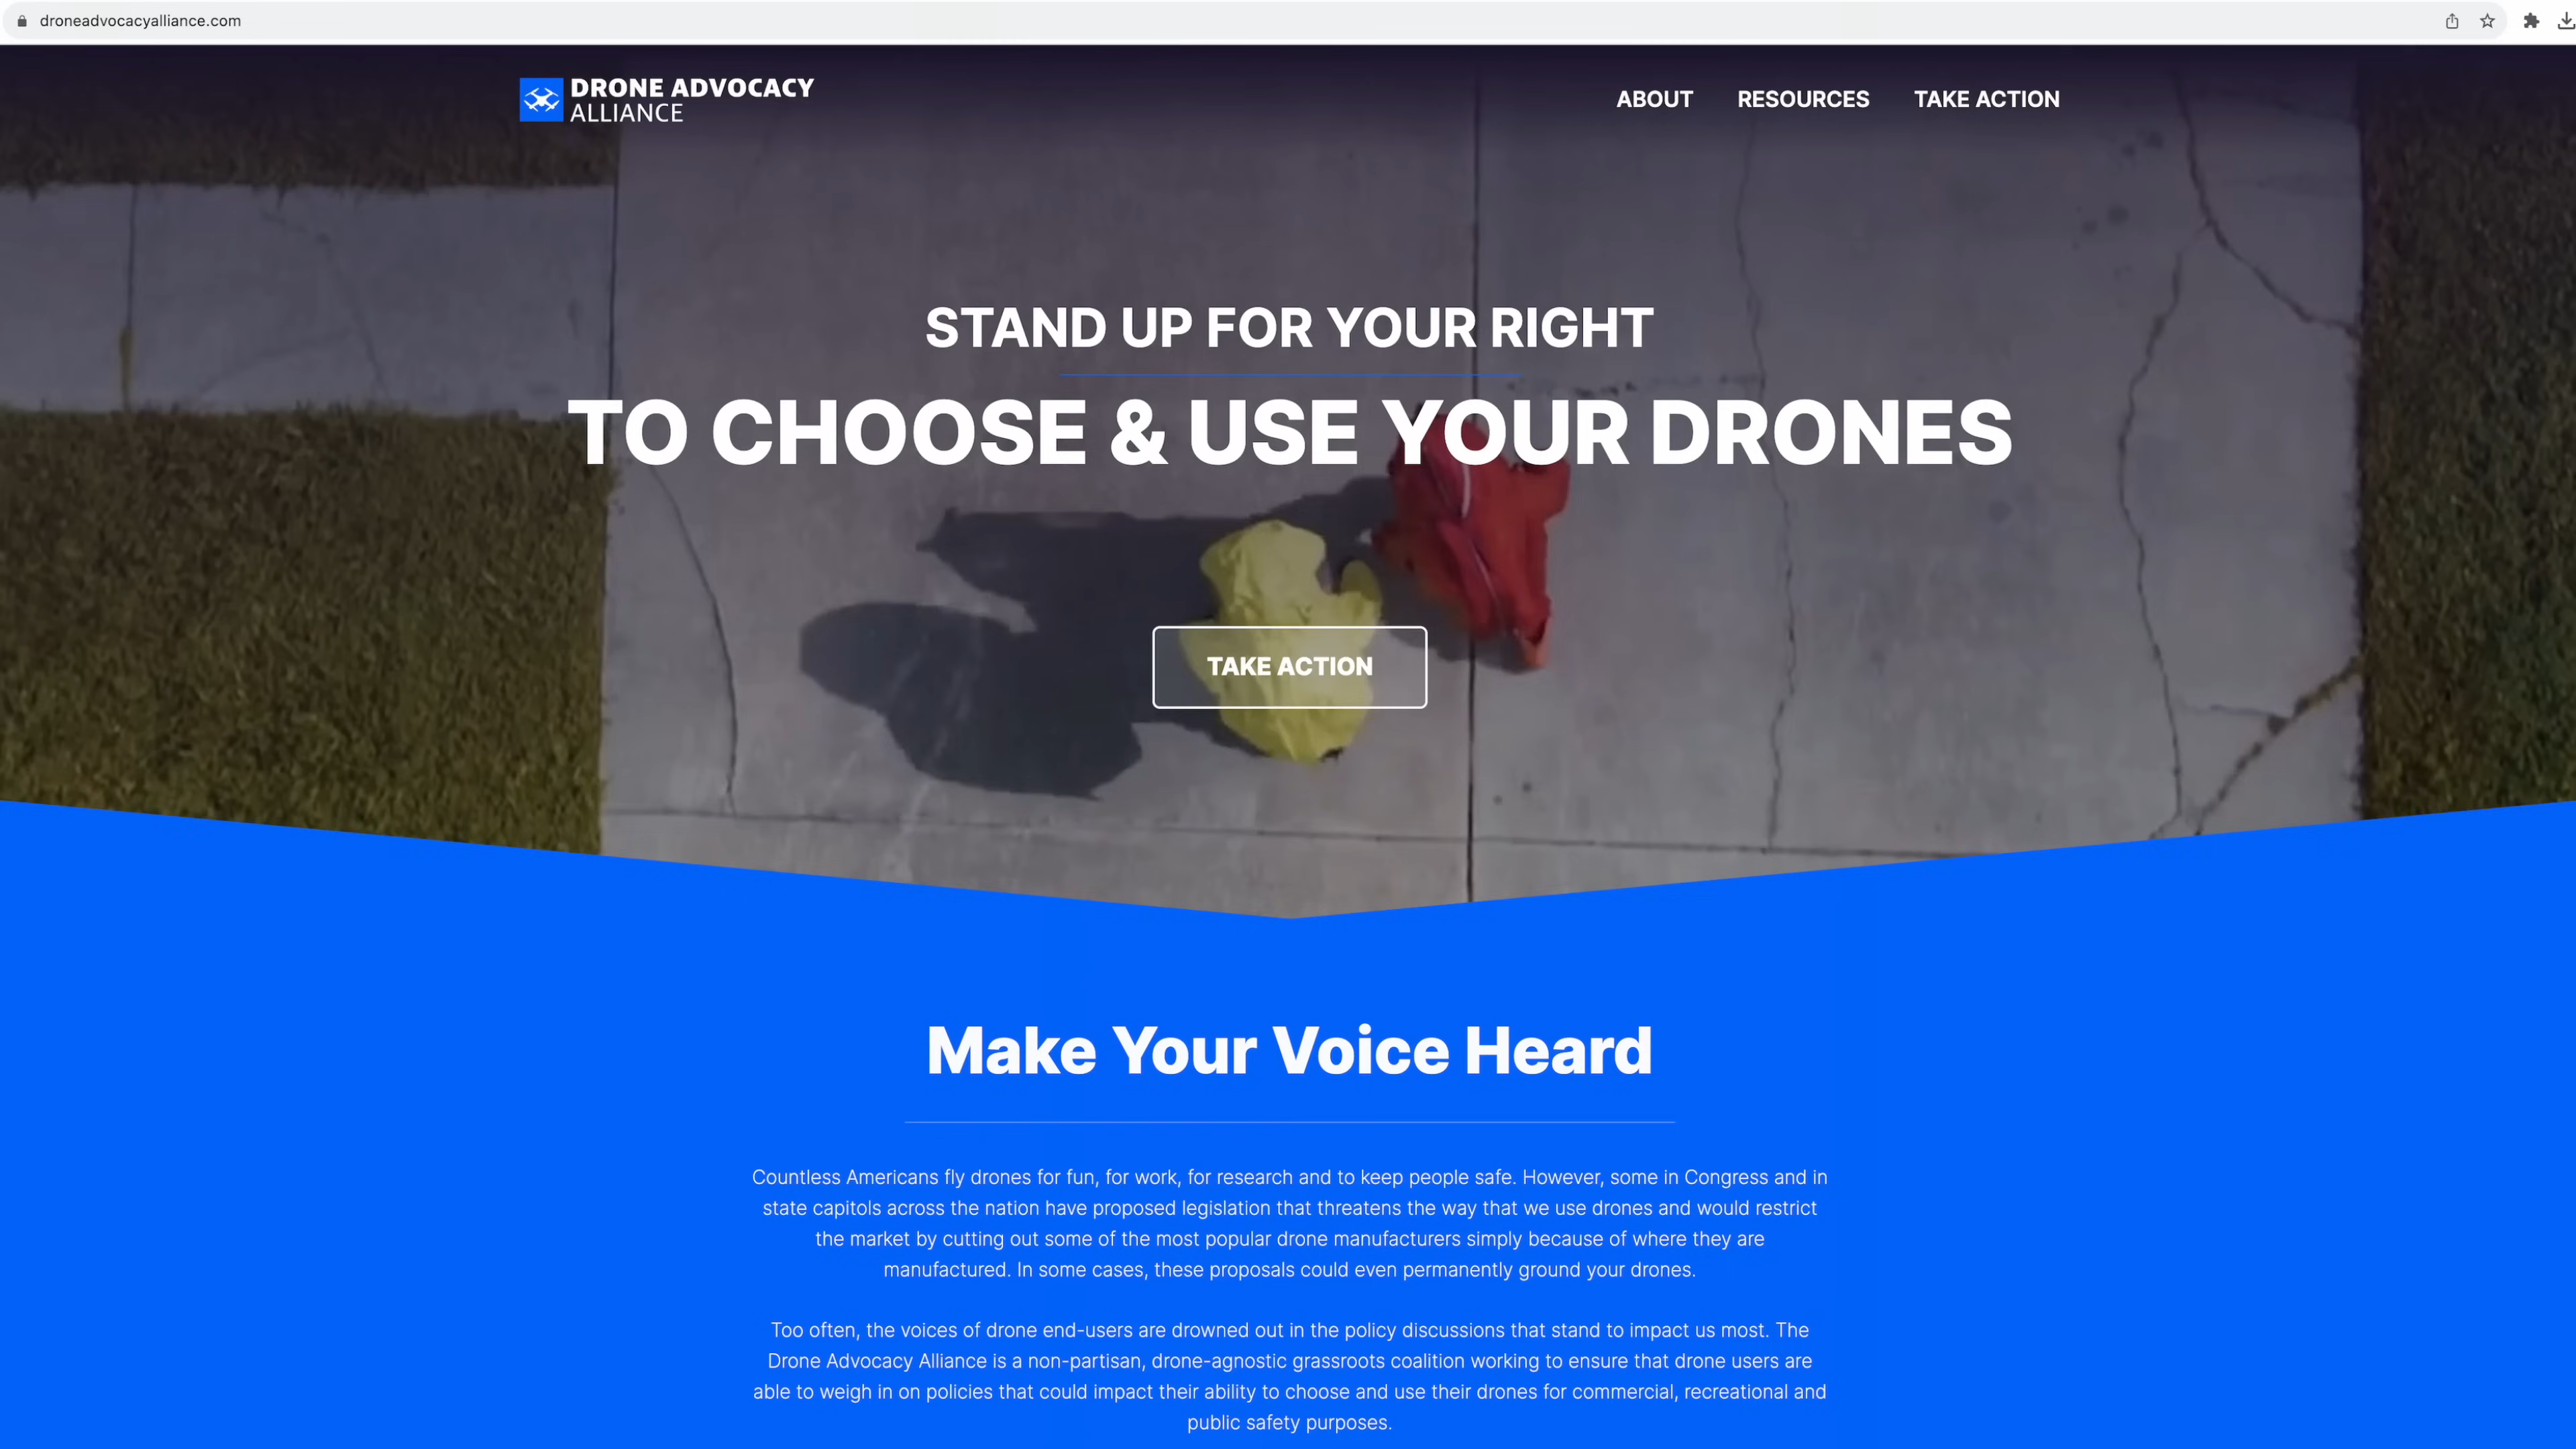 droneadvocacyalliance.com
DRONE ADVOCACY
ALLIANCE
ABOUT RESOURCES TAKE ACTION
STAND UP FOR YOUR RIGHT
TO CHOOSE & USE YOUR DRONES
TAKE ACTION
Make Your Voice Heard
Countless Americans fly drones for fun, for work, for research and to keep people safe. However, some in Congress and in
state capitols across the nation have proposed legislation that threatens the way that we use drones and would restrict
the market by cutting out some of the most popular drone manufacturers simply because of where they are
manufactured. In some cases, these proposals could even permanently ground your drones.
Too often, the voices of drone end-users are drowned out in the policy discussions that stand to impact us most. The
Drone Advocacy Alliance is a non-partisan, drone-agnostic grassroots coalition working to ensure that drone users are
able to weigh in on policies that could impact their ability to choose and use their drones for commercial, recreational and
public safety purposes.